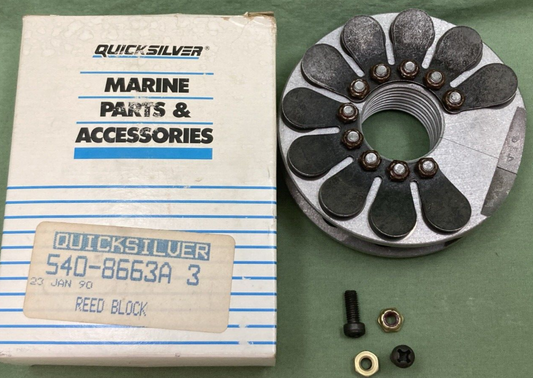 QUICKSILVER®
MARINE
PARTS &
ACCESSORIES
QUICKSILVER
540-8663A 3
23 JAN 90
REED BLOCK